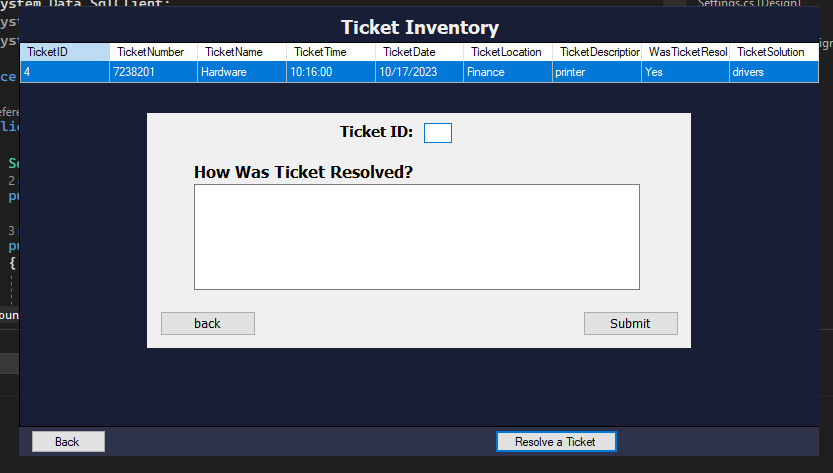 ystem Data SqlClient;
Settings.cs [Design]
Ticket Inventory
TicketID TicketNumber TicketName TicketTime TicketDate TicketLocation TicketDescription WasTicketResol TicketSolution
4 7238201 Hardware 10:16:00 10/17/2023 Finance printer Yes drivers
Ticket ID:
How Was Ticket Resolved?
back Submit
Back Resolve a Ticket